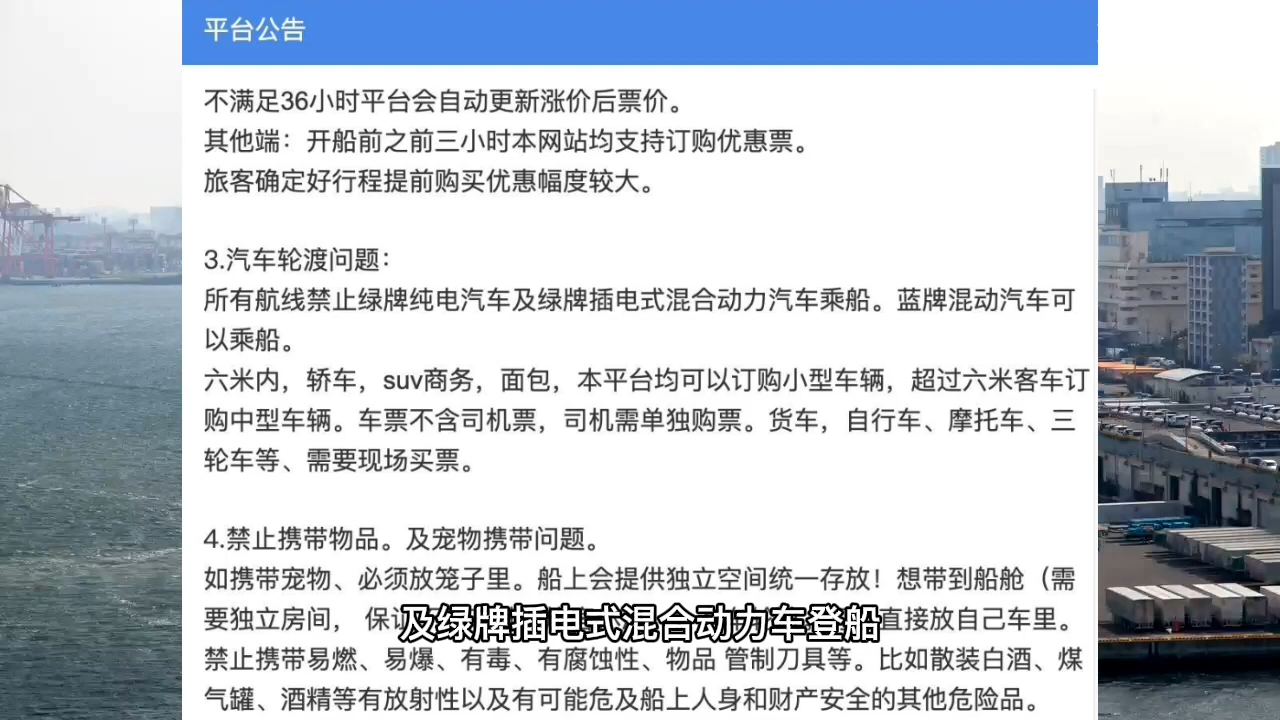 平台公告
不满足36小时平台会自动更新涨价后票价。
其他端：开船前之前三小时本网站均支持订购优惠票。
旅客确定好行程提前购买优惠幅度较大。
3.汽车轮渡问题：
所有航线禁止绿牌纯电汽车及绿牌插电式混合动力汽车乘船。蓝牌混动汽车可
以乘船。
六米内，轿车，suv商务，面包，本平台均可以订购小型车辆，超过六米客车订
购中型车辆。车票不含司机票，司机需单独购票。货车，自行车、摩托车、三
轮车等、需要现场买票。
4.禁止携带物品。及宠物携带问题。
如携带宠物、必须放笼子里。船上会提供独立空间统一存放！想带到船舱（需
要独立房间， 保 直接放自己车里。
及绿牌插电式混合动力车登船
禁止携带易燃、易爆、有毒、有腐蚀性、物品 管制刀具等。比如散装白酒、煤
气罐、酒精等有放射性以及有可能危及船上人身和财产安全的其他危险品。